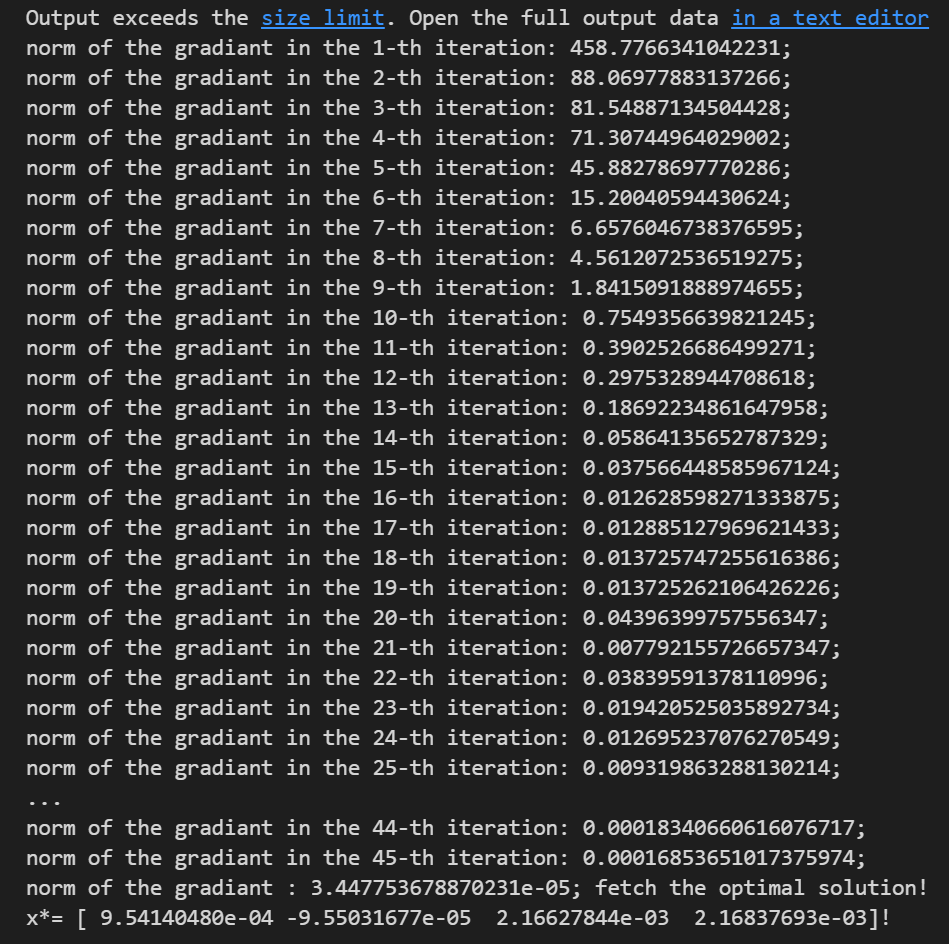 Output exceeds the size limit. Open the full output data in a text editor
norm of the gradiant in the 1-th iteration: 458.7766341042231;
norm of the gradiant in the 2-th iteration: 88.06977883137266;
norm of the gradiant in the 3-th iteration: 81.54887134504428;
norm of the gradiant in the 4-th iteration: 71.30744964029002;
norm of the gradiant in the 5-th iteration: 45.88278697770286;
norm of the gradiant in the 6-th iteration: 15.20040594430624;
norm of the gradiant in the 7-th iteration: 6.6576046738376595;
norm of the gradiant in the 8-th iteration: 4.5612072536519275;
norm of the gradiant in the 9-th iteration: 1.8415091888974655;
norm of the gradiant in the 10-th iteration: 0.7549356639821245;
norm of the gradiant in the 11-th iteration: 0.3902526686499271;
norm of the gradiant in the 12-th iteration: 0.2975328944708618;
norm of the gradiant in the 13-th iteration: 0.18692234861647958;
norm of the gradiant in the 14-th iteration: 0.05864135652787329;
norm of the gradiant in the 15-th iteration: 0.037566448585967124;
norm of the gradiant in the 16-th iteration: 0.012628598271333875;
norm of the gradiant in the 17-th iteration: 0.012885127969621433;
norm of the gradiant in the 18-th iteration: 0.013725747255616386;
norm of the gradiant in the 19-th iteration: 0.013725262106426226;
norm of the gradiant in the 20-th iteration: 0.04396399757556347;
norm of the gradiant in the 21-th iteration: 0.007792155726657347;
norm of the gradiant in the 22-th iteration: 0.03839591378110996;
norm of the gradiant in the 23-th iteration: 0.019420525035892734;
norm of the gradiant in the 24-th iteration: 0.012695237076270549;
norm of the gradiant in the 25-th iteration: 0.009319863288130214;
...
norm of the gradiant in the 44-th iteration: 0.00018340660616076717;
norm of the gradiant in the 45-th iteration: 0.00016853651017375974;
norm of the gradiant : 3.447753678870231e-05; fetch the optimal solution!
x*= [ 9.54140480e-04 -9.55031677e-05  2.16627844e-03  2.16837693e-03]!